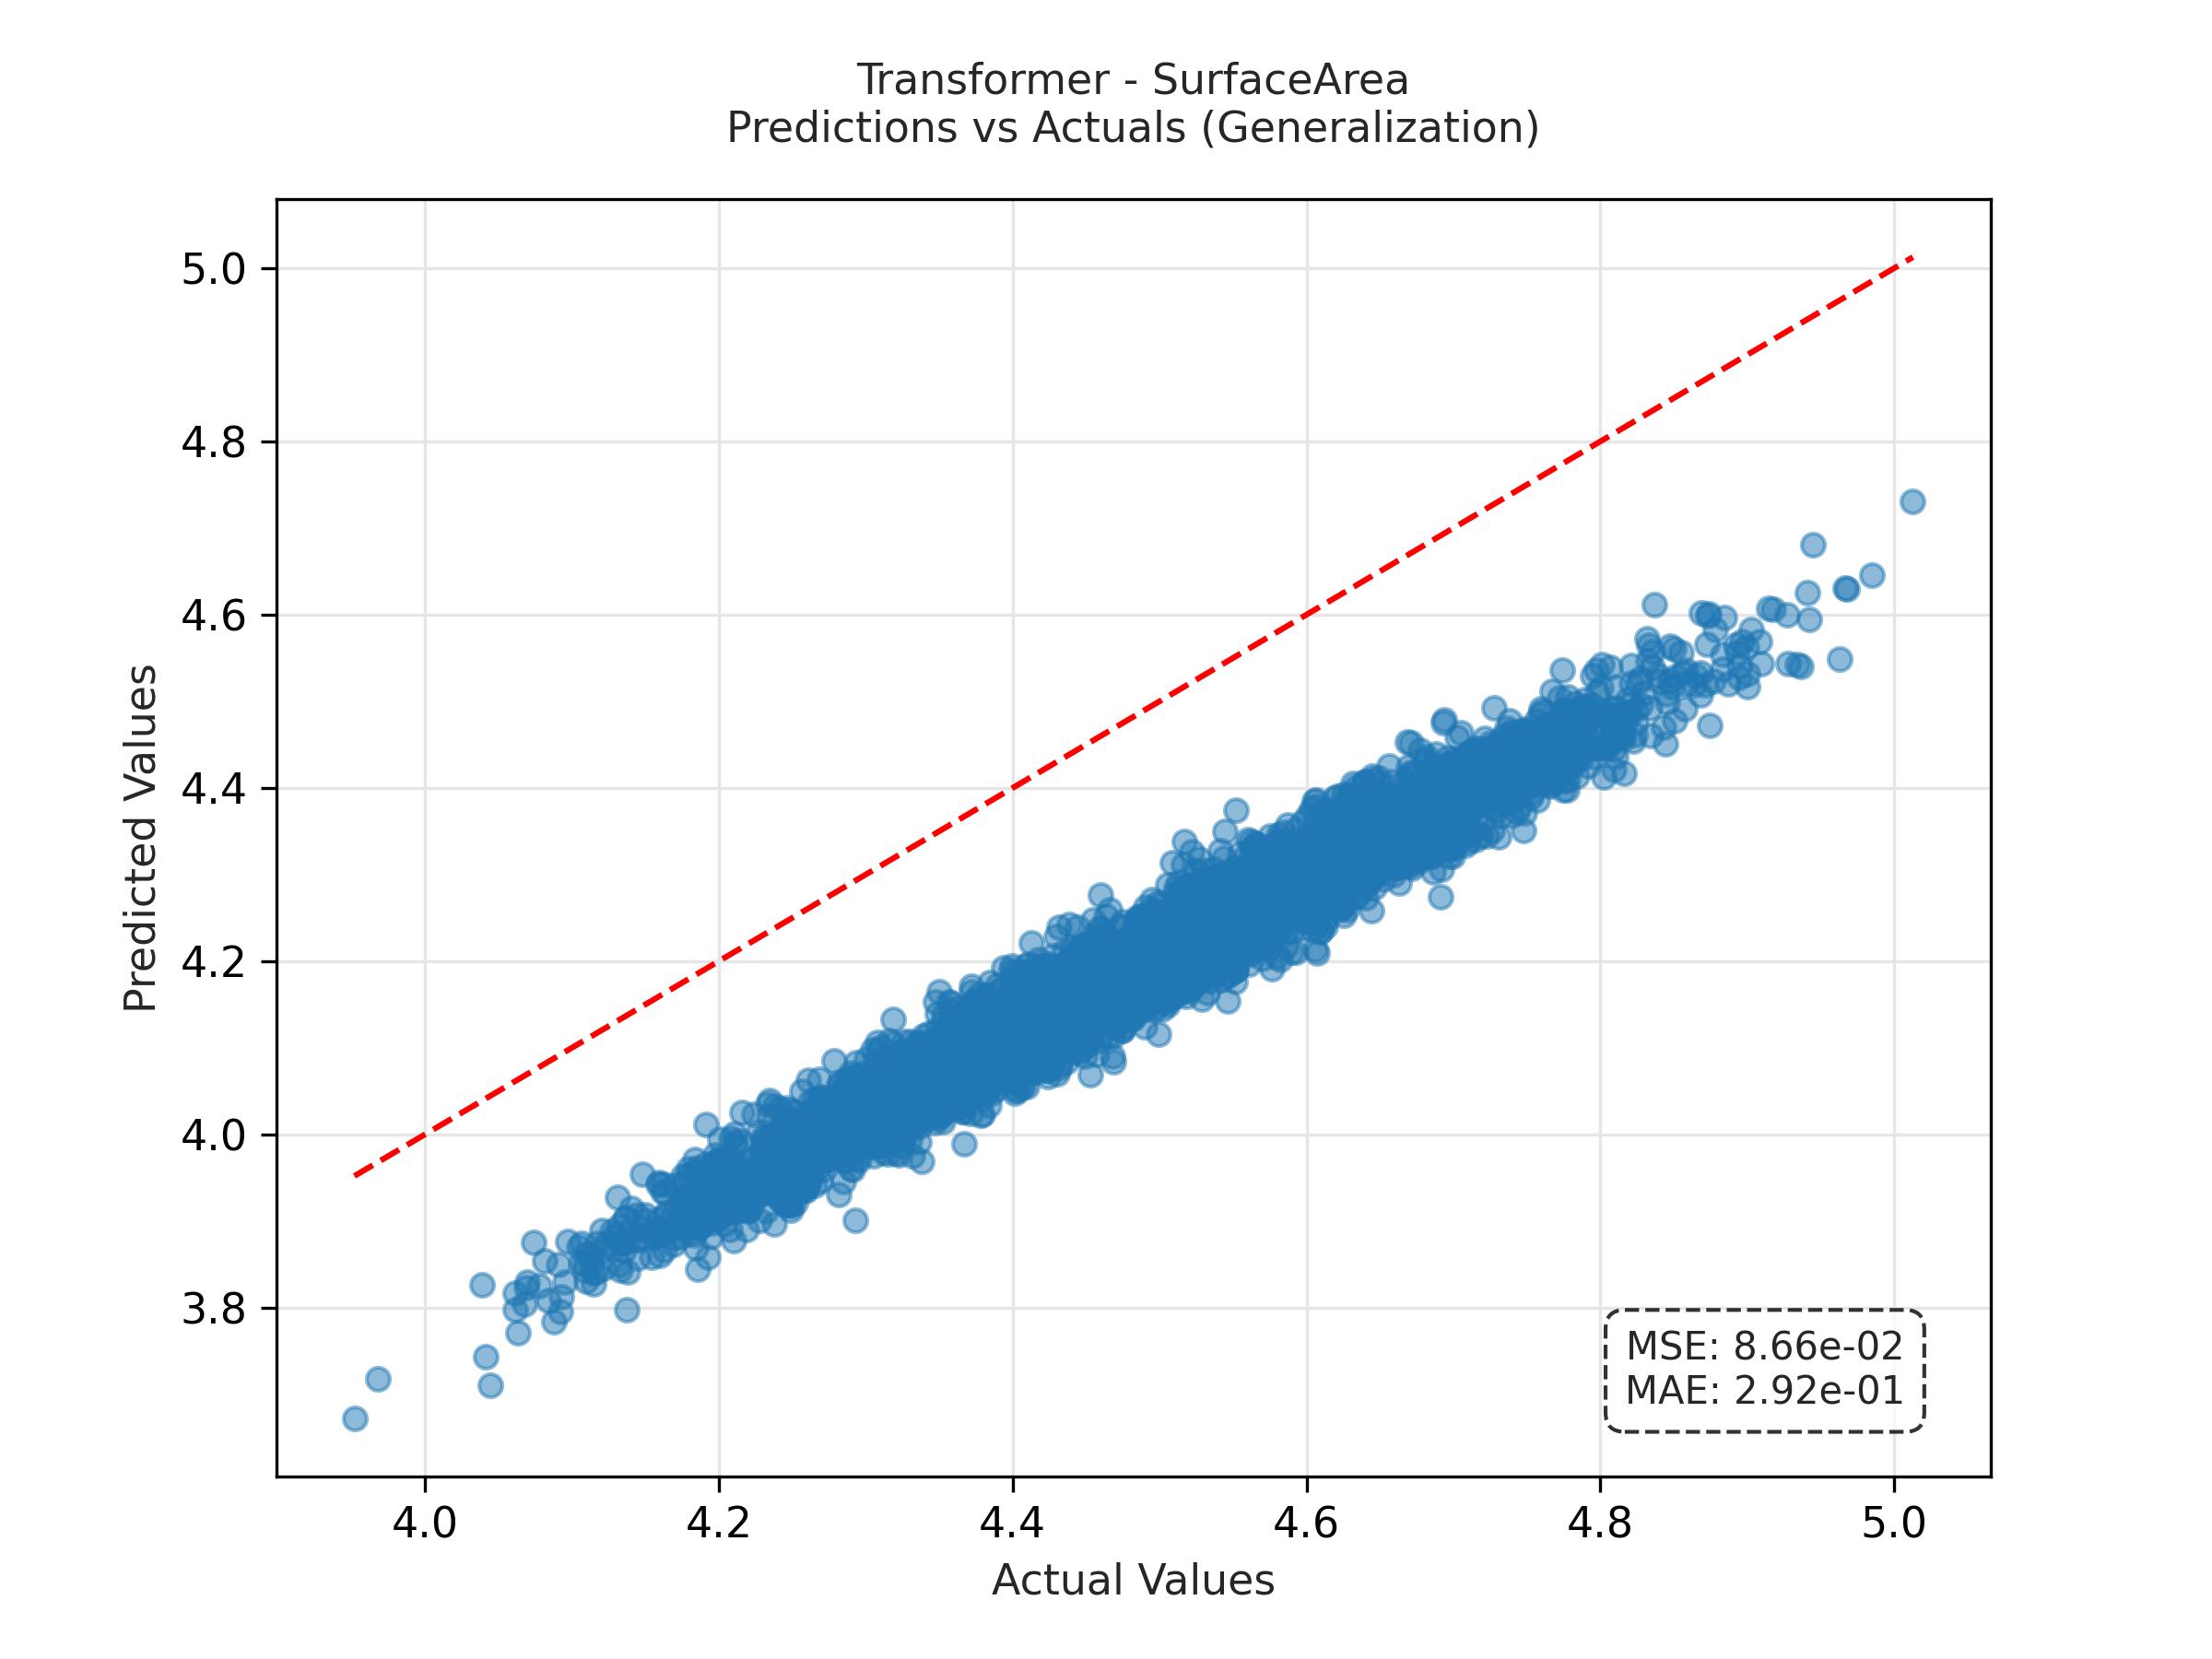 Transformer - SurfaceArea
Predictions vs Actuals (Generalization)
Predicted Values
5.0
4.8
4.6
4.4
4.2
4.0
3.8
MSE: 8.66e-02
MAE: 2.92e-01
4.0 4.2 4.4 4.6 4.8 5.0
Actual Values